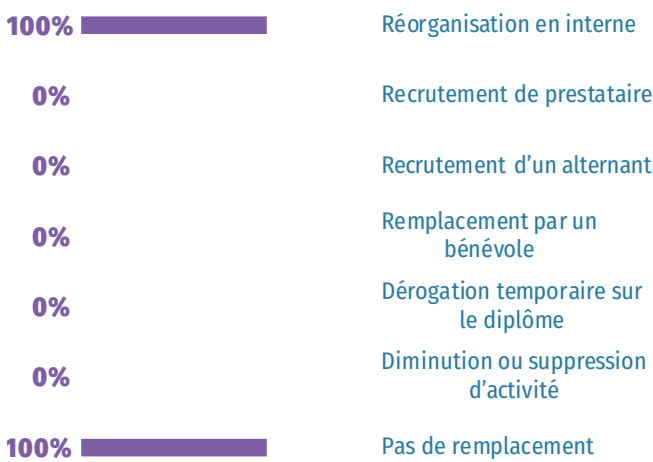 100% Réorganisation en interne
0% Recrutement de prestataire
0% Recrutement d’un alternant
0% Remplacement par un
bénévole
0% Dérogation temporaire sur
le diplôme
0% Diminution ou suppression
d’activité
100% Pas de remplacement